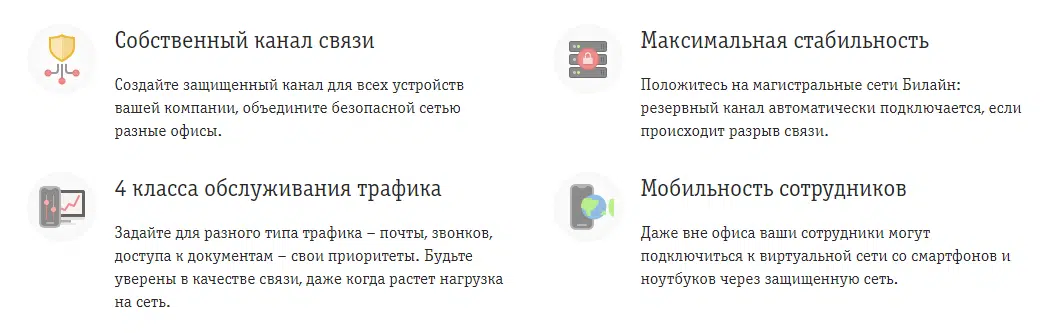 Собственный канал связи
Создайте защищенный канал для всех устройств
вашей компании, объедините безопасной сетью
разные офисы.
Максимальная стабильность
Положитесь на магистральные сети Билайн:
резервный канал автоматически подключается, если
происходит разрыв связи.
4 класса обслуживания трафика
Задайте для разного типа трафика – почты, звонков,
доступа к документам – свои приоритеты. Будьте
уверены в качестве связи, даже когда растет нагрузка
на сеть.
Мобильность сотрудников
Даже вне офиса ваши сотрудники могут
подключиться к виртуальной сети со смартфонов и
ноутбуков через защищенную сеть.